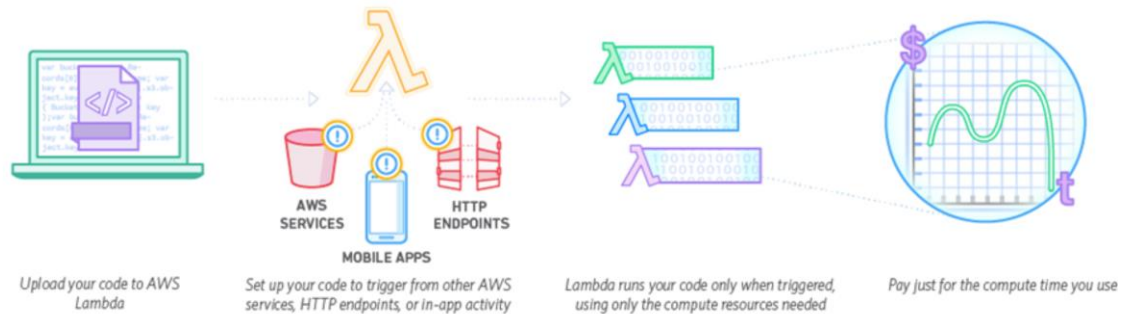 AWS
SERVICES
HTTP
ENDPOINTS
MOBILE APPS
$
t
Upload your code to AWS
Lambda
Set up your code to trigger from other AWS
services, HTTP endpoints, or in-app activity
Lambda runs your code only when triggered,
using only the compute resources needed
Pay just for the compute time you use